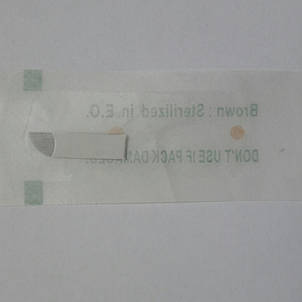 Brown : Sterilized in E.O.
DON'T USE IF PACK DAMAGED.